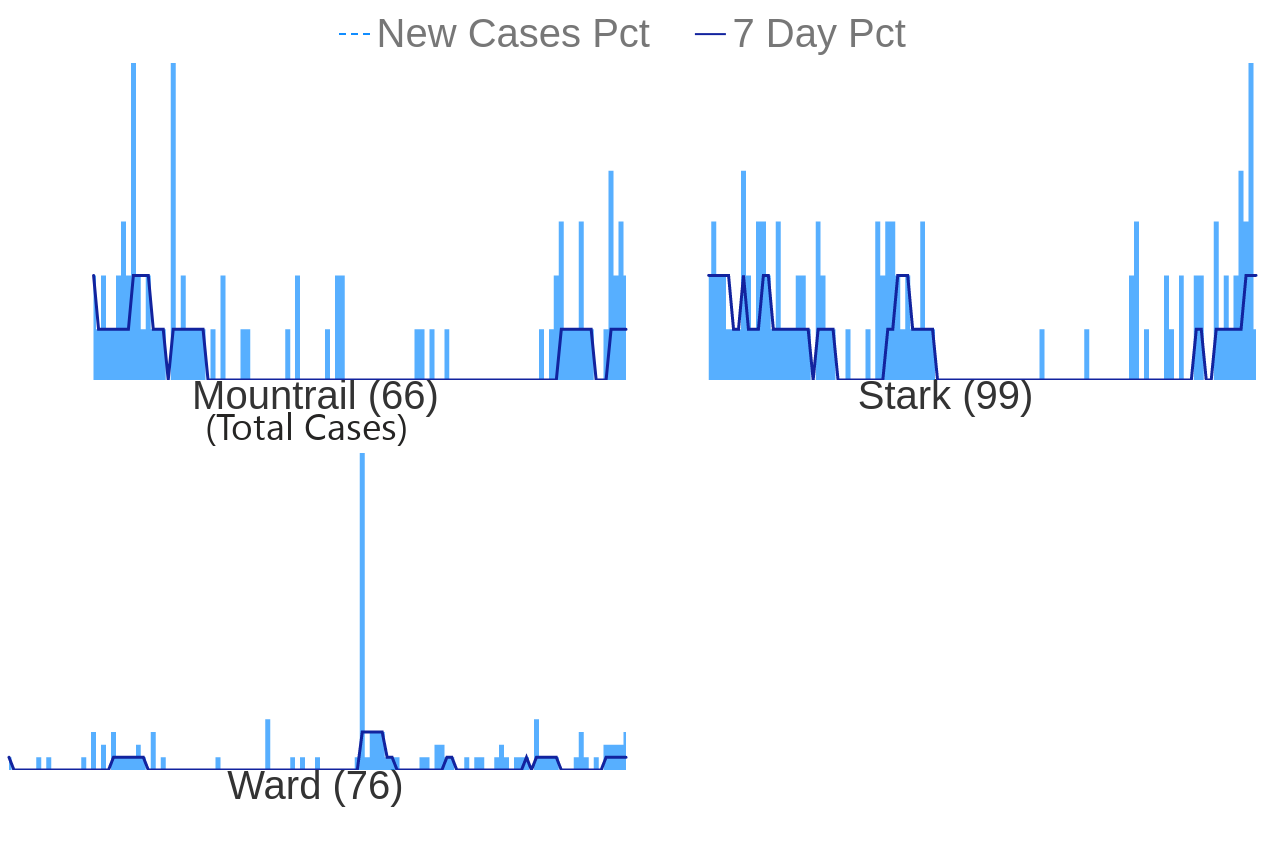 New Cases Pct 7 Day Pct
Mountrail (66)
(Total Cases)
Stark (99)
Ward (76)